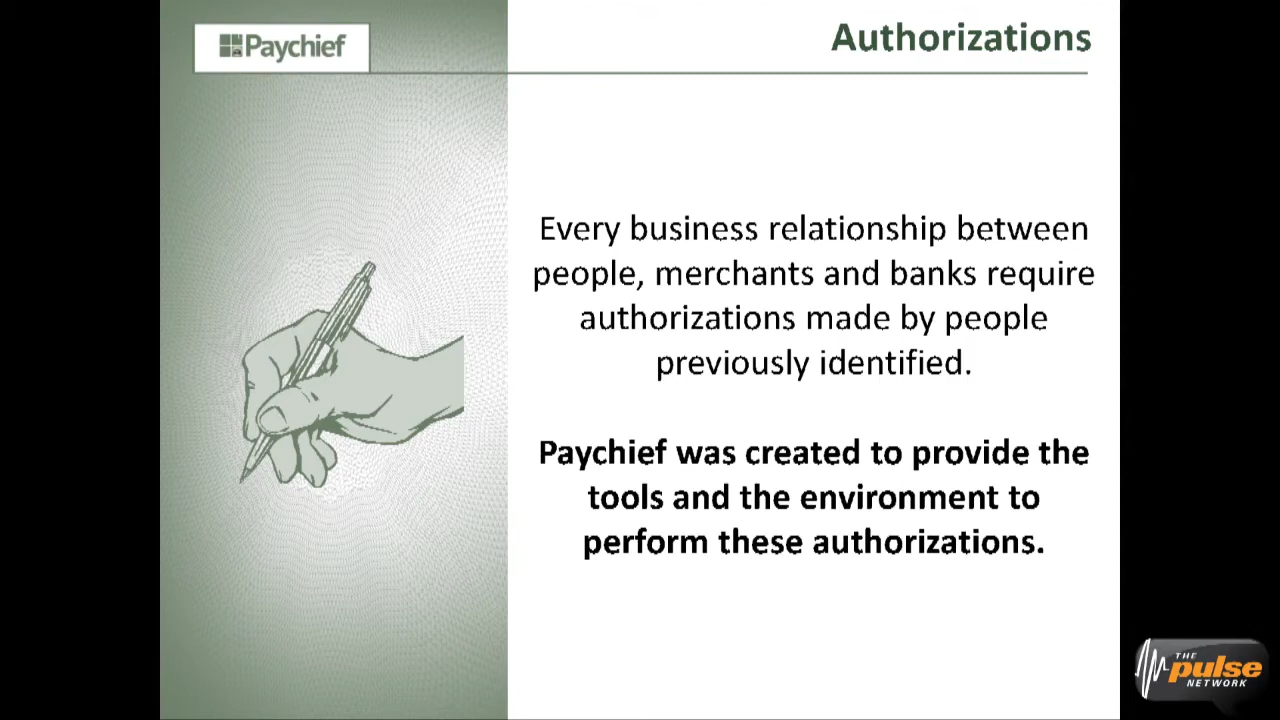 Paychief
Authorizations
Every business relationship between
people, merchants and banks require
authorizations made by people
previously identified.
Paychief was created to provide the
tools and the environment to
perform these authorizations.
THE
pulse
NETWORK